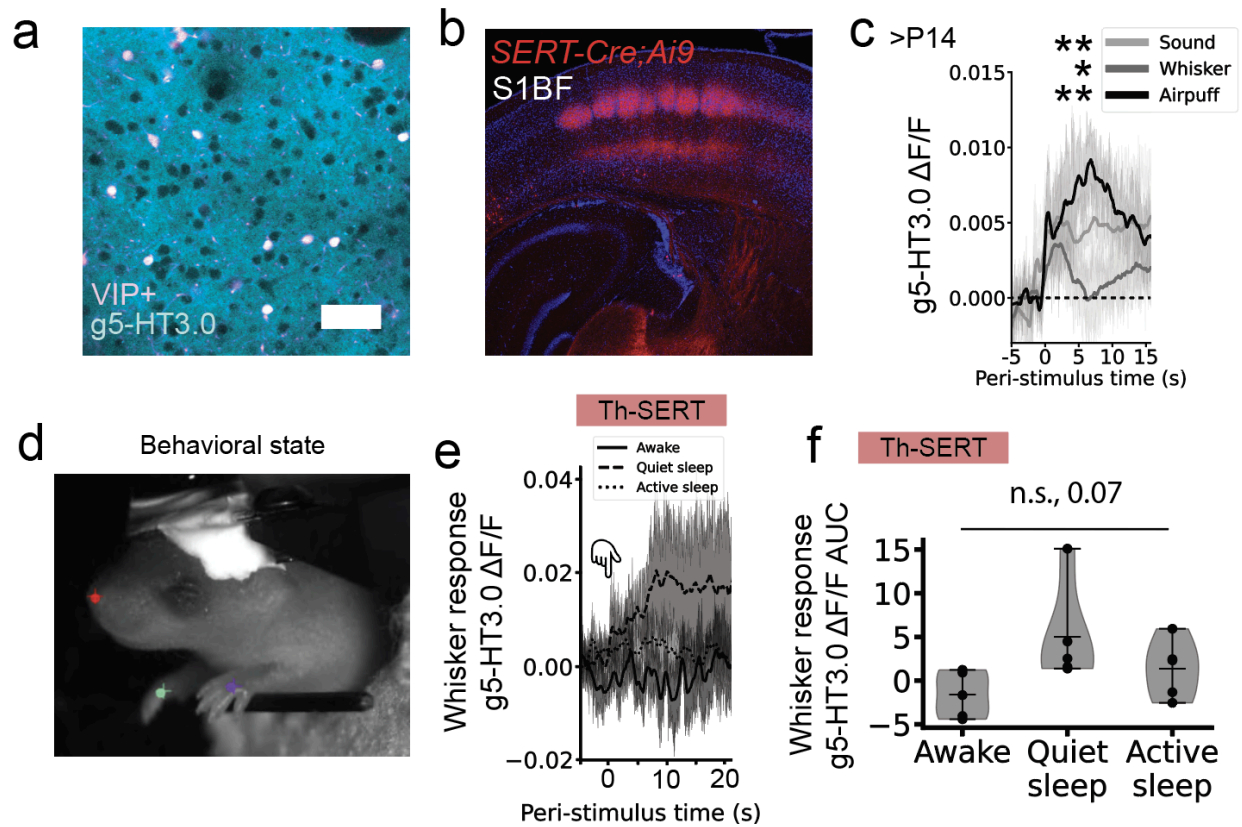 a
VIP+
g5-HT3.0
b
SERT-Cre;Ai9
S1BF
c
>P14
**
*
**
Sound
Whisker
Airpuff
g5-HT3.0 ΔF/F
0.015
0.010
0.005
0.000
-5 0 5 10 15
Peri-stimulus time (s)
d
Behavioral state
e
Th-SERT
Awake
Quiet sleep
Active sleep
Whisker response
g5-HT3.0 ΔF/F
0.04
0.02
0.00
−0.02
0 10 20
Peri-stimulus time (s)
f
Th-SERT
n.s., 0.07
Whisker response
g5-HT3.0 ΔF/F AUC
15
10
5
0
−5
Awake
Quiet
sleep
Active
sleep